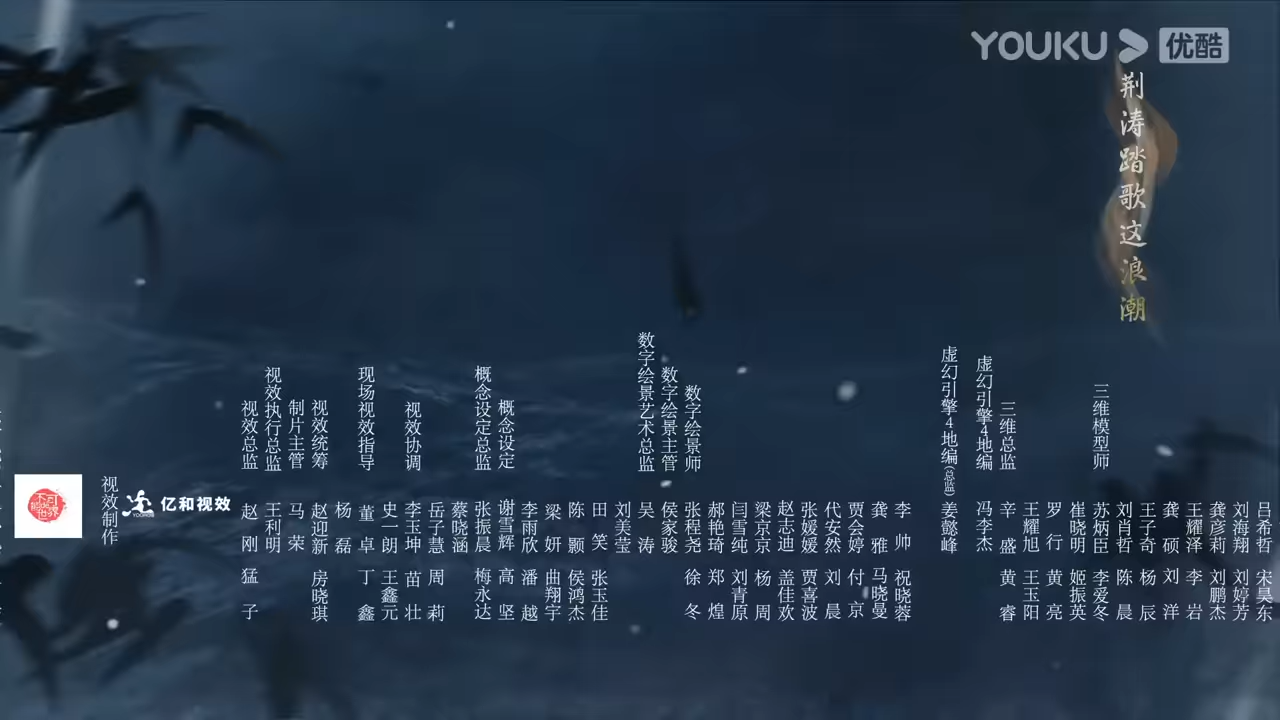 YOUKU 优酷
荆涛踏歌这浪潮
视效制作
亿和视效
视效总监
赵刚 猛子
视效执行总监
王利明
制片主管
马荣
视效统筹
赵迎新 房晓琪
杨磊
现场视效指导
董卓 丁鑫
史一朗 王鑫元
视效协调
李玉坤 苗壮
岳子慧 周莉
蔡晓涵
概念设定总监
张振晨 梅永达
概念设定
谢雪辉 高坚
李雨欣 潘越
梁妍 曲翔宇
陈颢 侯鸿杰
田笑 张玉佳
刘美莹
数字绘景艺术总监
吴涛
数字绘景主管
侯家骏
数字绘景师
张程尧 徐冬
郝艳琦 郑煌
闫雪纯 刘青原
梁京京 杨周
赵志迪 盖佳欢
张媛媛 贾喜波
代安然 刘晨
贾会婷 付京
龚雅 马晓曼
李帅 祝晓蓉
虚幻引擎4地编(总监)
姜懿峰
虚幻引擎4地编
冯李杰
三维总监
辛盛 黄睿
王耀旭 王玉阳
罗行 黄亮
崔晓明 姬振英
三维模型师
苏炳臣 李爱冬
刘肖哲 陈晨
王子奇 杨辰
龚硕 刘洋
王耀泽 李岩
龚彦莉 刘鹏杰
刘海翔 刘婷芳
吕希哲 宋昊东